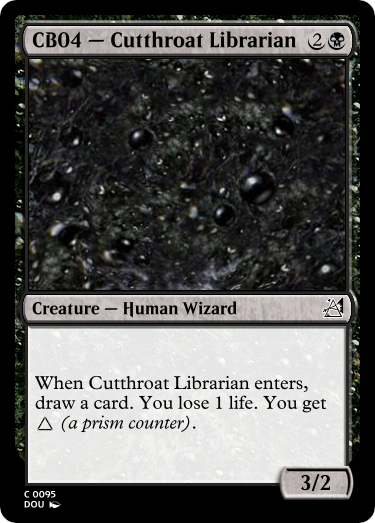 CB04 — Cutthroat Librarian 2
Creature — Human Wizard
When Cutthroat Librarian enters,
draw a card. You lose 1 life. You get
△ (a prism counter).
3/2
C 0095
DOU